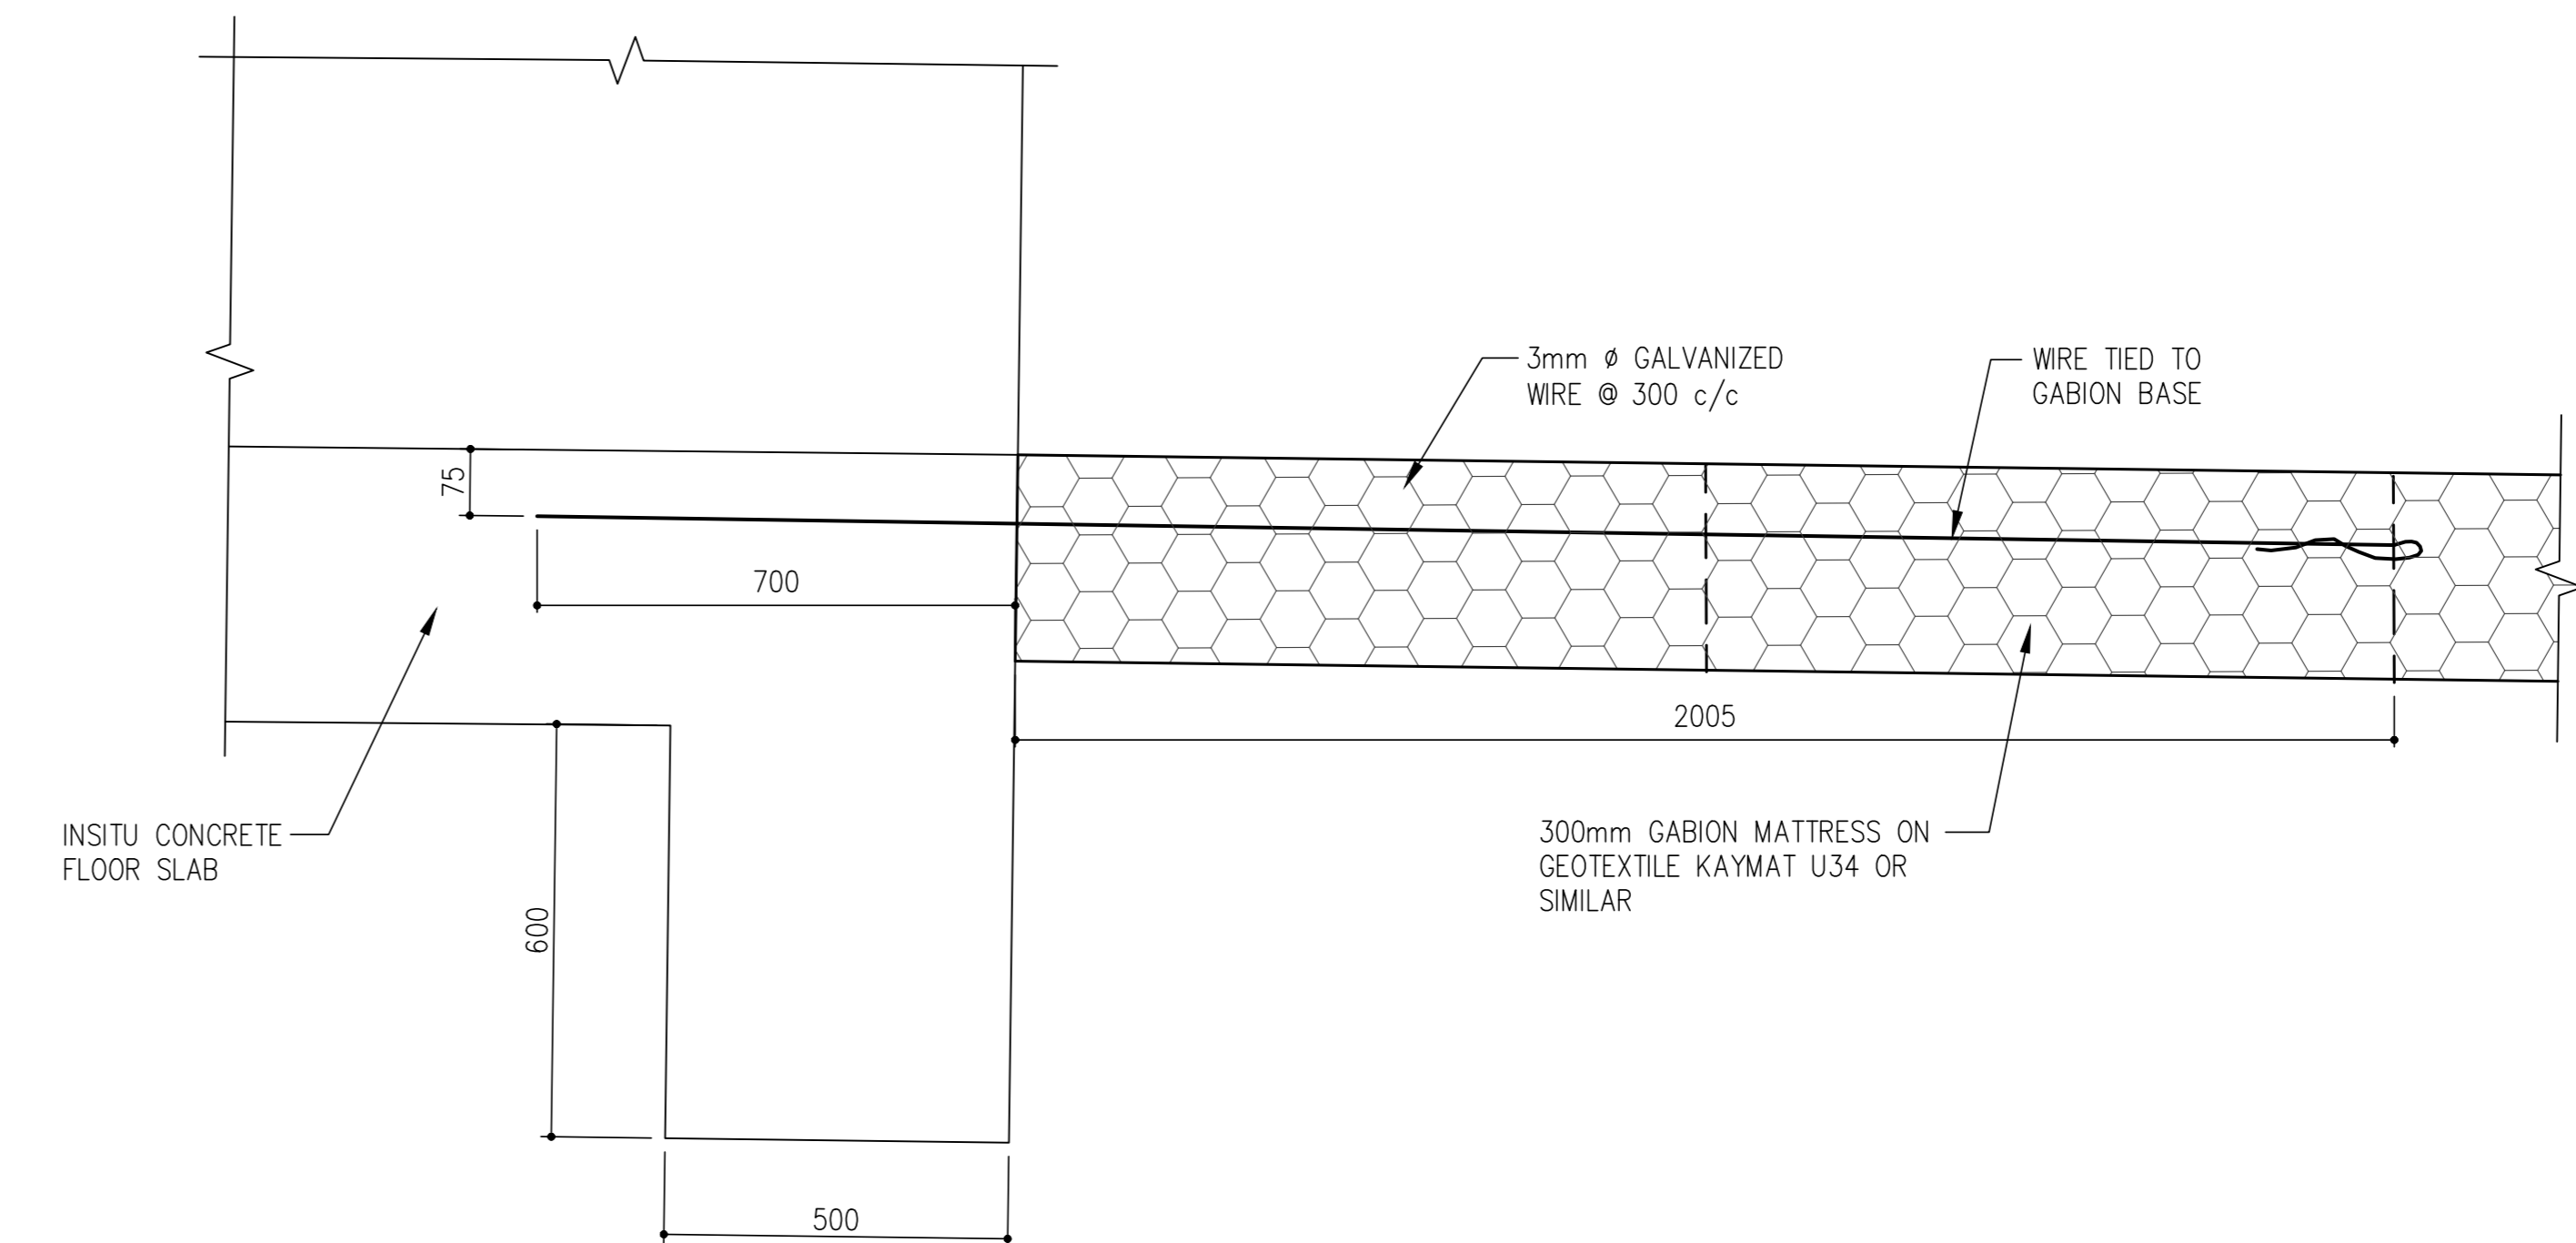 3mm ø GALVANIZED
WIRE @ 300 c/c
WIRE TIED TO
GABION BASE
75
700
2005
INSITU CONCRETE
FLOOR SLAB
300mm GABION MATTRESS ON
GEOTEXTILE KAYMAT U34 OR
SIMILAR
600
500